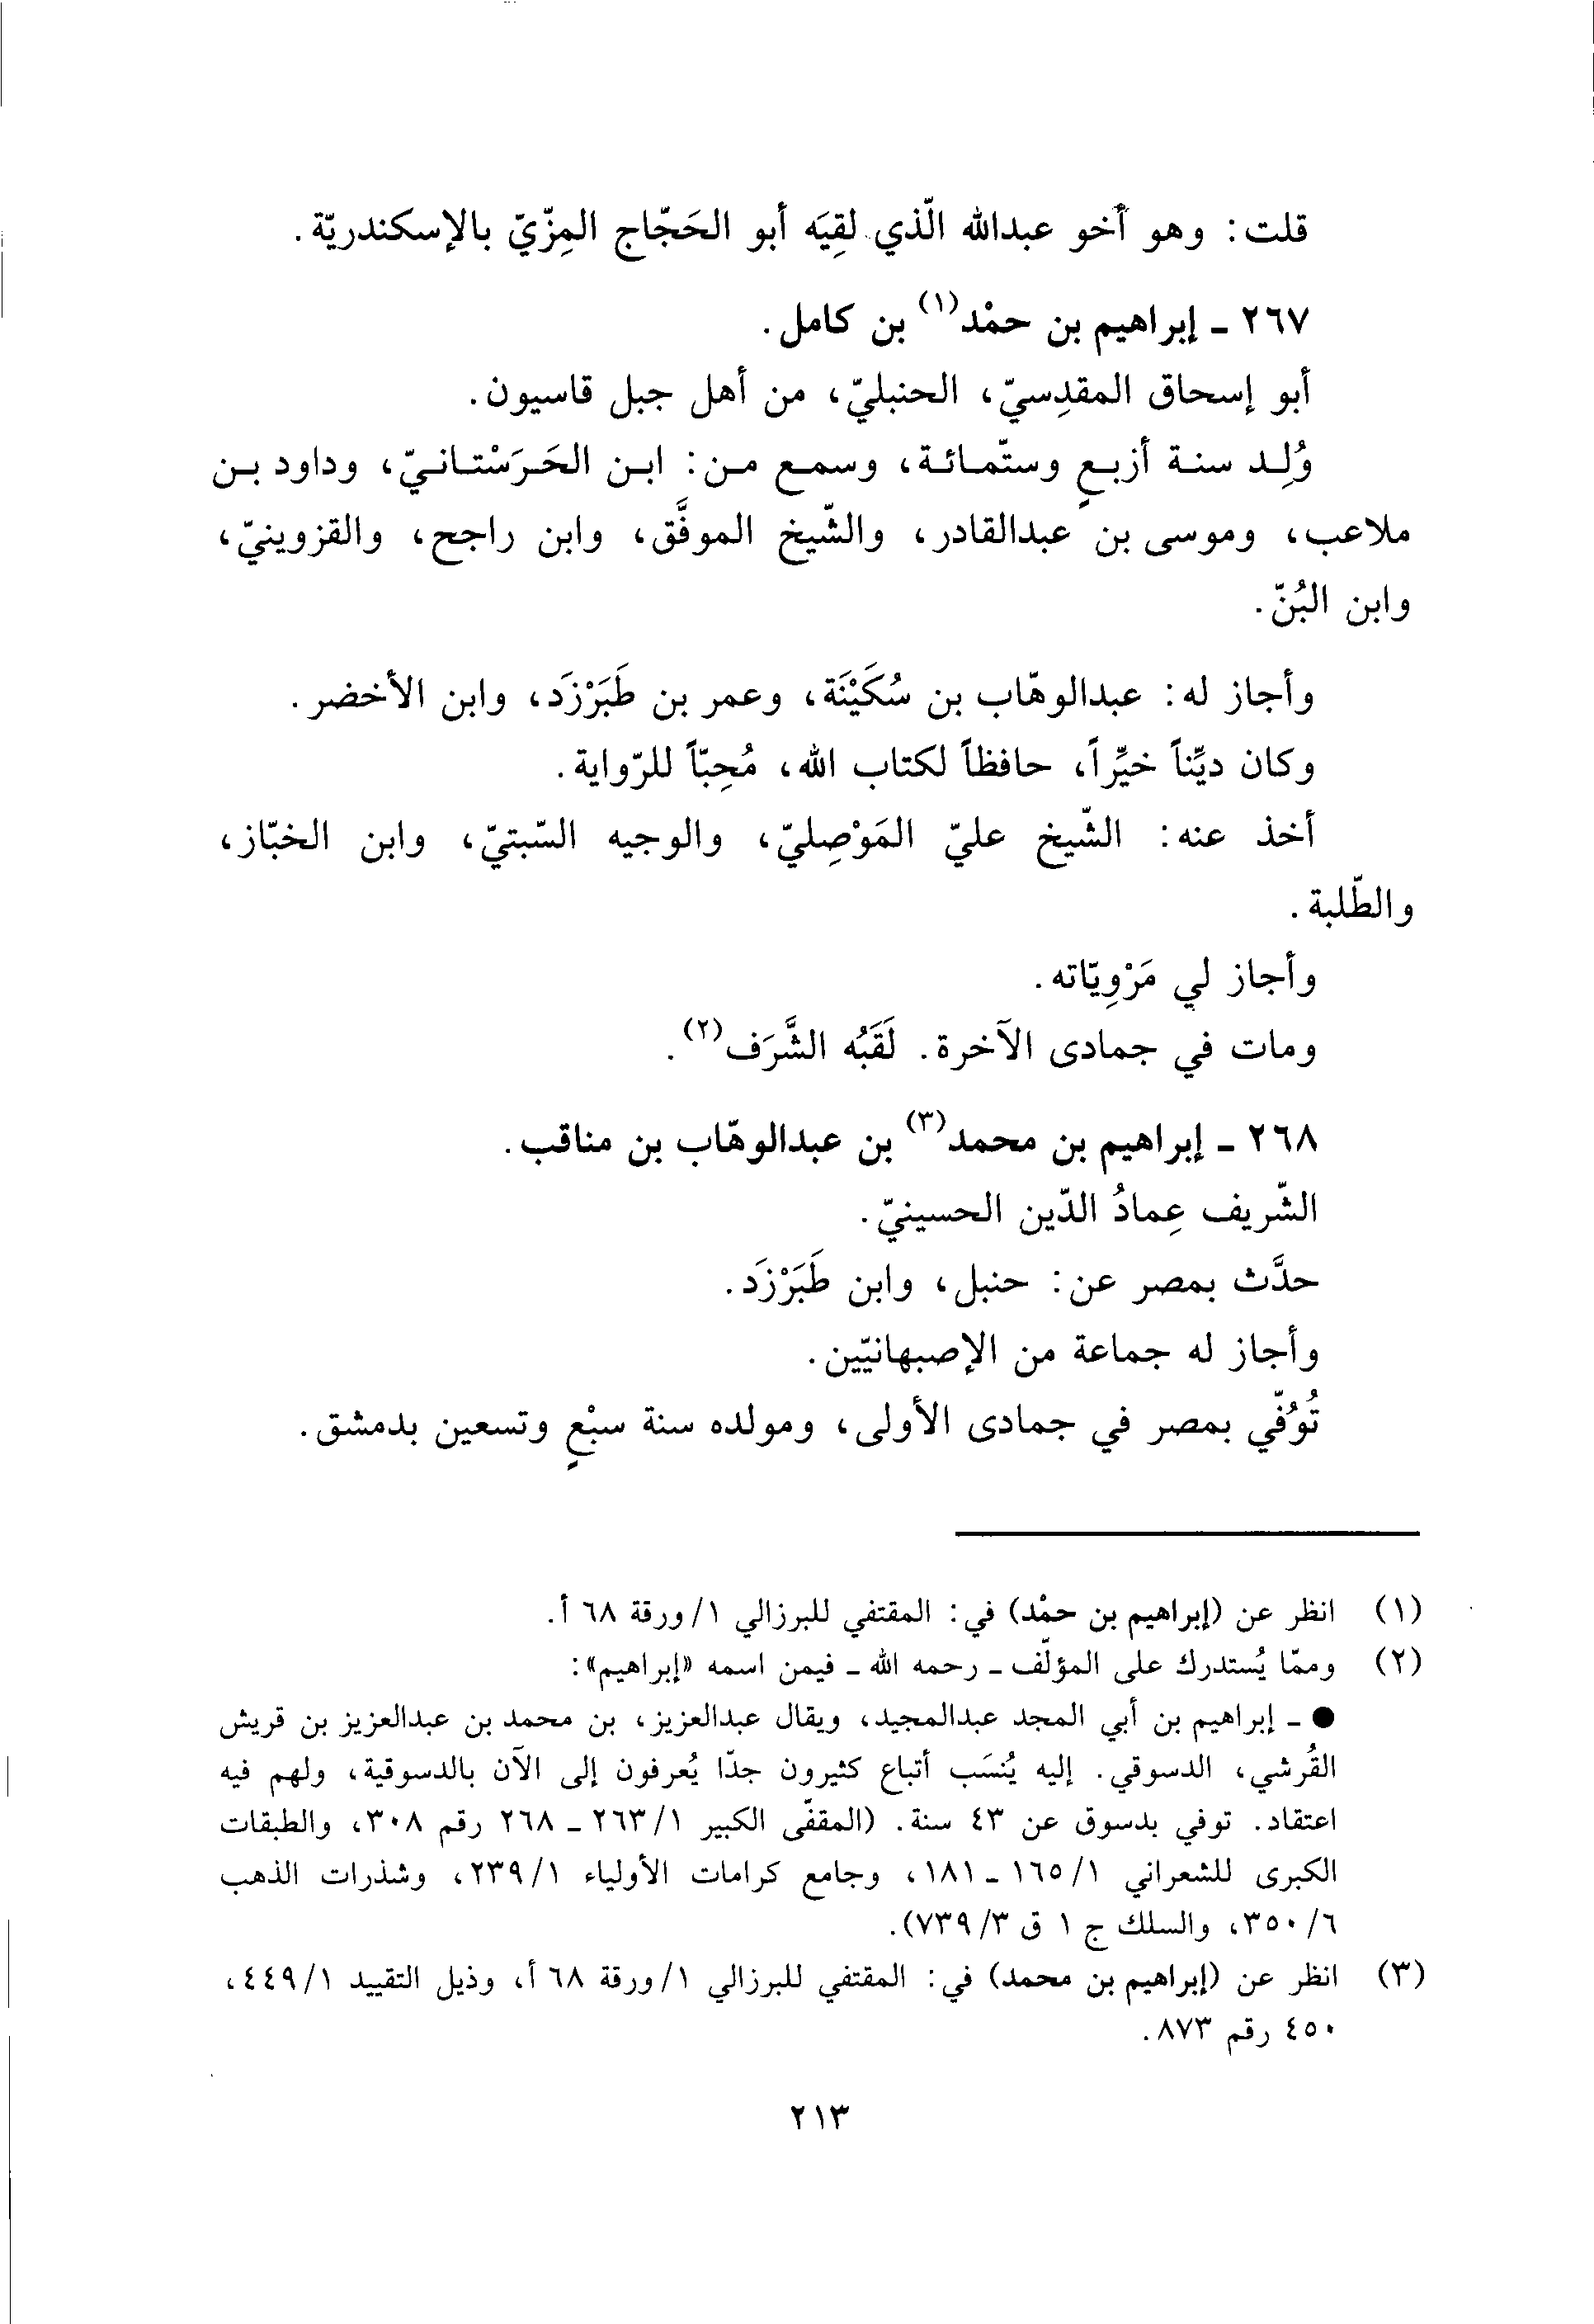 قلت: وهو أخو عبدالله الّذي لقِيَه أبو الحَجّاج المِزّيّ بالإسكندريّة.
٢٦٧ ـ إبراهيم بن حمْد(١) بن كامل.
أبو إسحاق المقدِسيّ، الحنبليّ، من أهل جبل قاسيون.
وُلِد سنة أربعٍ وستّمائة، وسمع من: ابن الحَرَسْتانيّ، وداود بن
ملاعب، وموسى بن عبدالقادر، والشّيخ الموفَّق، وابن راجح، والقزوينيّ،
وابن البُنّ.
وأجاز له: عبدالوهّاب بن سُكَيْنَة، وعمر بن طَبَرْزَد، وابن الأخضر.
وكان ديِّناً خيِّراً، حافظاً لكتاب الله، مُحِبّاً للرّواية.
أخذ عنه: الشّيخ عليّ المَوْصِليّ، والوجيه السّبتيّ، وابن الخبّاز،
والطّلبة.
وأجاز لي مَرْوِيّاته.
ومات في جمادى الآخرة. لَقَبُه الشَّرَف(٢).
٢٦٨ ـ إبراهيم بن محمد(٣) بن عبدالوهّاب بن مناقب.
الشّريف عِمادُ الدّين الحسينيّ.
حدَّث بمصر عن: حنبل، وابن طَبَرْزَد.
وأجاز له جماعة من الإصبهانيّين.
تُوُفّي بمصر في جمادى الأولى، ومولده سنة سبْعٍ وتسعين بدمشق.
(١) انظر عن (إبراهيم بن حمْد) في: المقتفي للبرزالي ١/ورقة ٦٨ أ.
(٢) وممّا يُستدرك على المؤلّف ـ رحمه الله ـ فيمن اسمه «إبراهيم»:
● ـ إبراهيم بن أبي المجد عبدالمجيد، ويقال عبدالعزيز، بن محمد بن عبدالعزيز بن قريش
القُرشي، الدسوقي. إليه يُنسَب أتباع كثيرون جدّا يُعرفون إلى الآن بالدسوقية، ولهم فيه
اعتقاد. توفي بدسوق عن ٤٣ سنة. (المقفّى الكبير ١/٢٦٣ ـ ٢٦٨ رقم ٣٠٨، والطبقات
الكبرى للشعراني ١/١٦٥ ـ ١٨١، وجامع كرامات الأولياء ١/٢٣٩، وشذرات الذهب
٦/٣٥٠، والسلك ج ١ ق ٣/٧٣٩).
(٣) انظر عن (إبراهيم بن محمد) في: المقتفي للبرزالي ١/ورقة ٦٨ أ، وذيل التقييد ١/٤٤٩،
٤٥٠ رقم ٨٧٣.
٢١٣